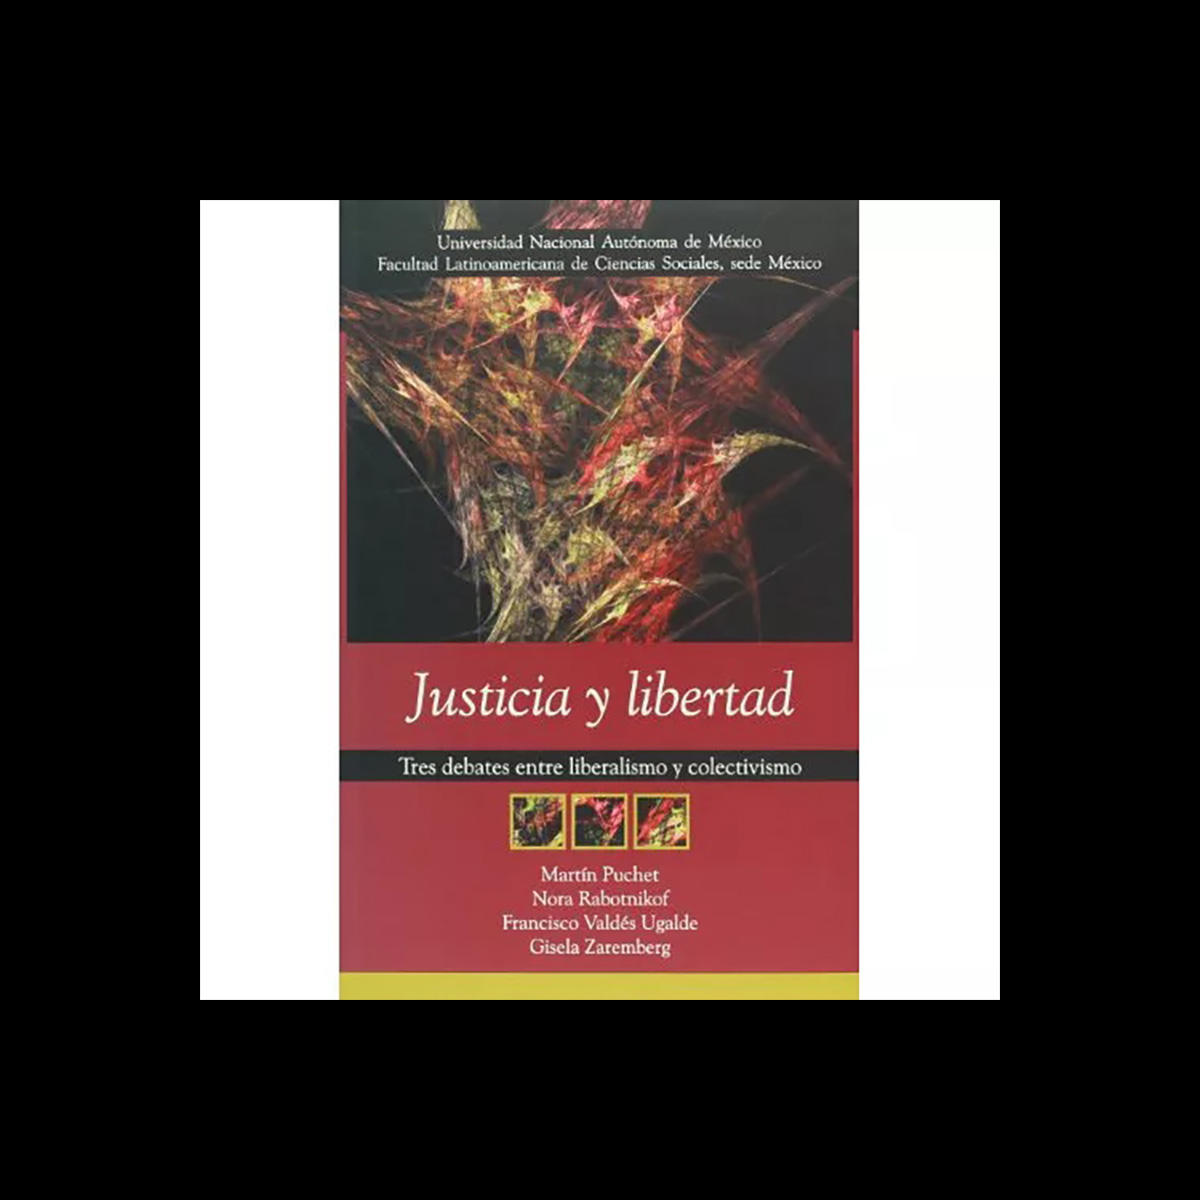 Universidad Nacional Autónoma de México
Facultad Latinoamericana de Ciencias Sociales, sede México
Justicia y libertad
Tres debates entre liberalismo y colectivismo
Martín Puchet
Nora Rabotnikof
Francisco Valdés Ugalde
Gisela Zaremberg